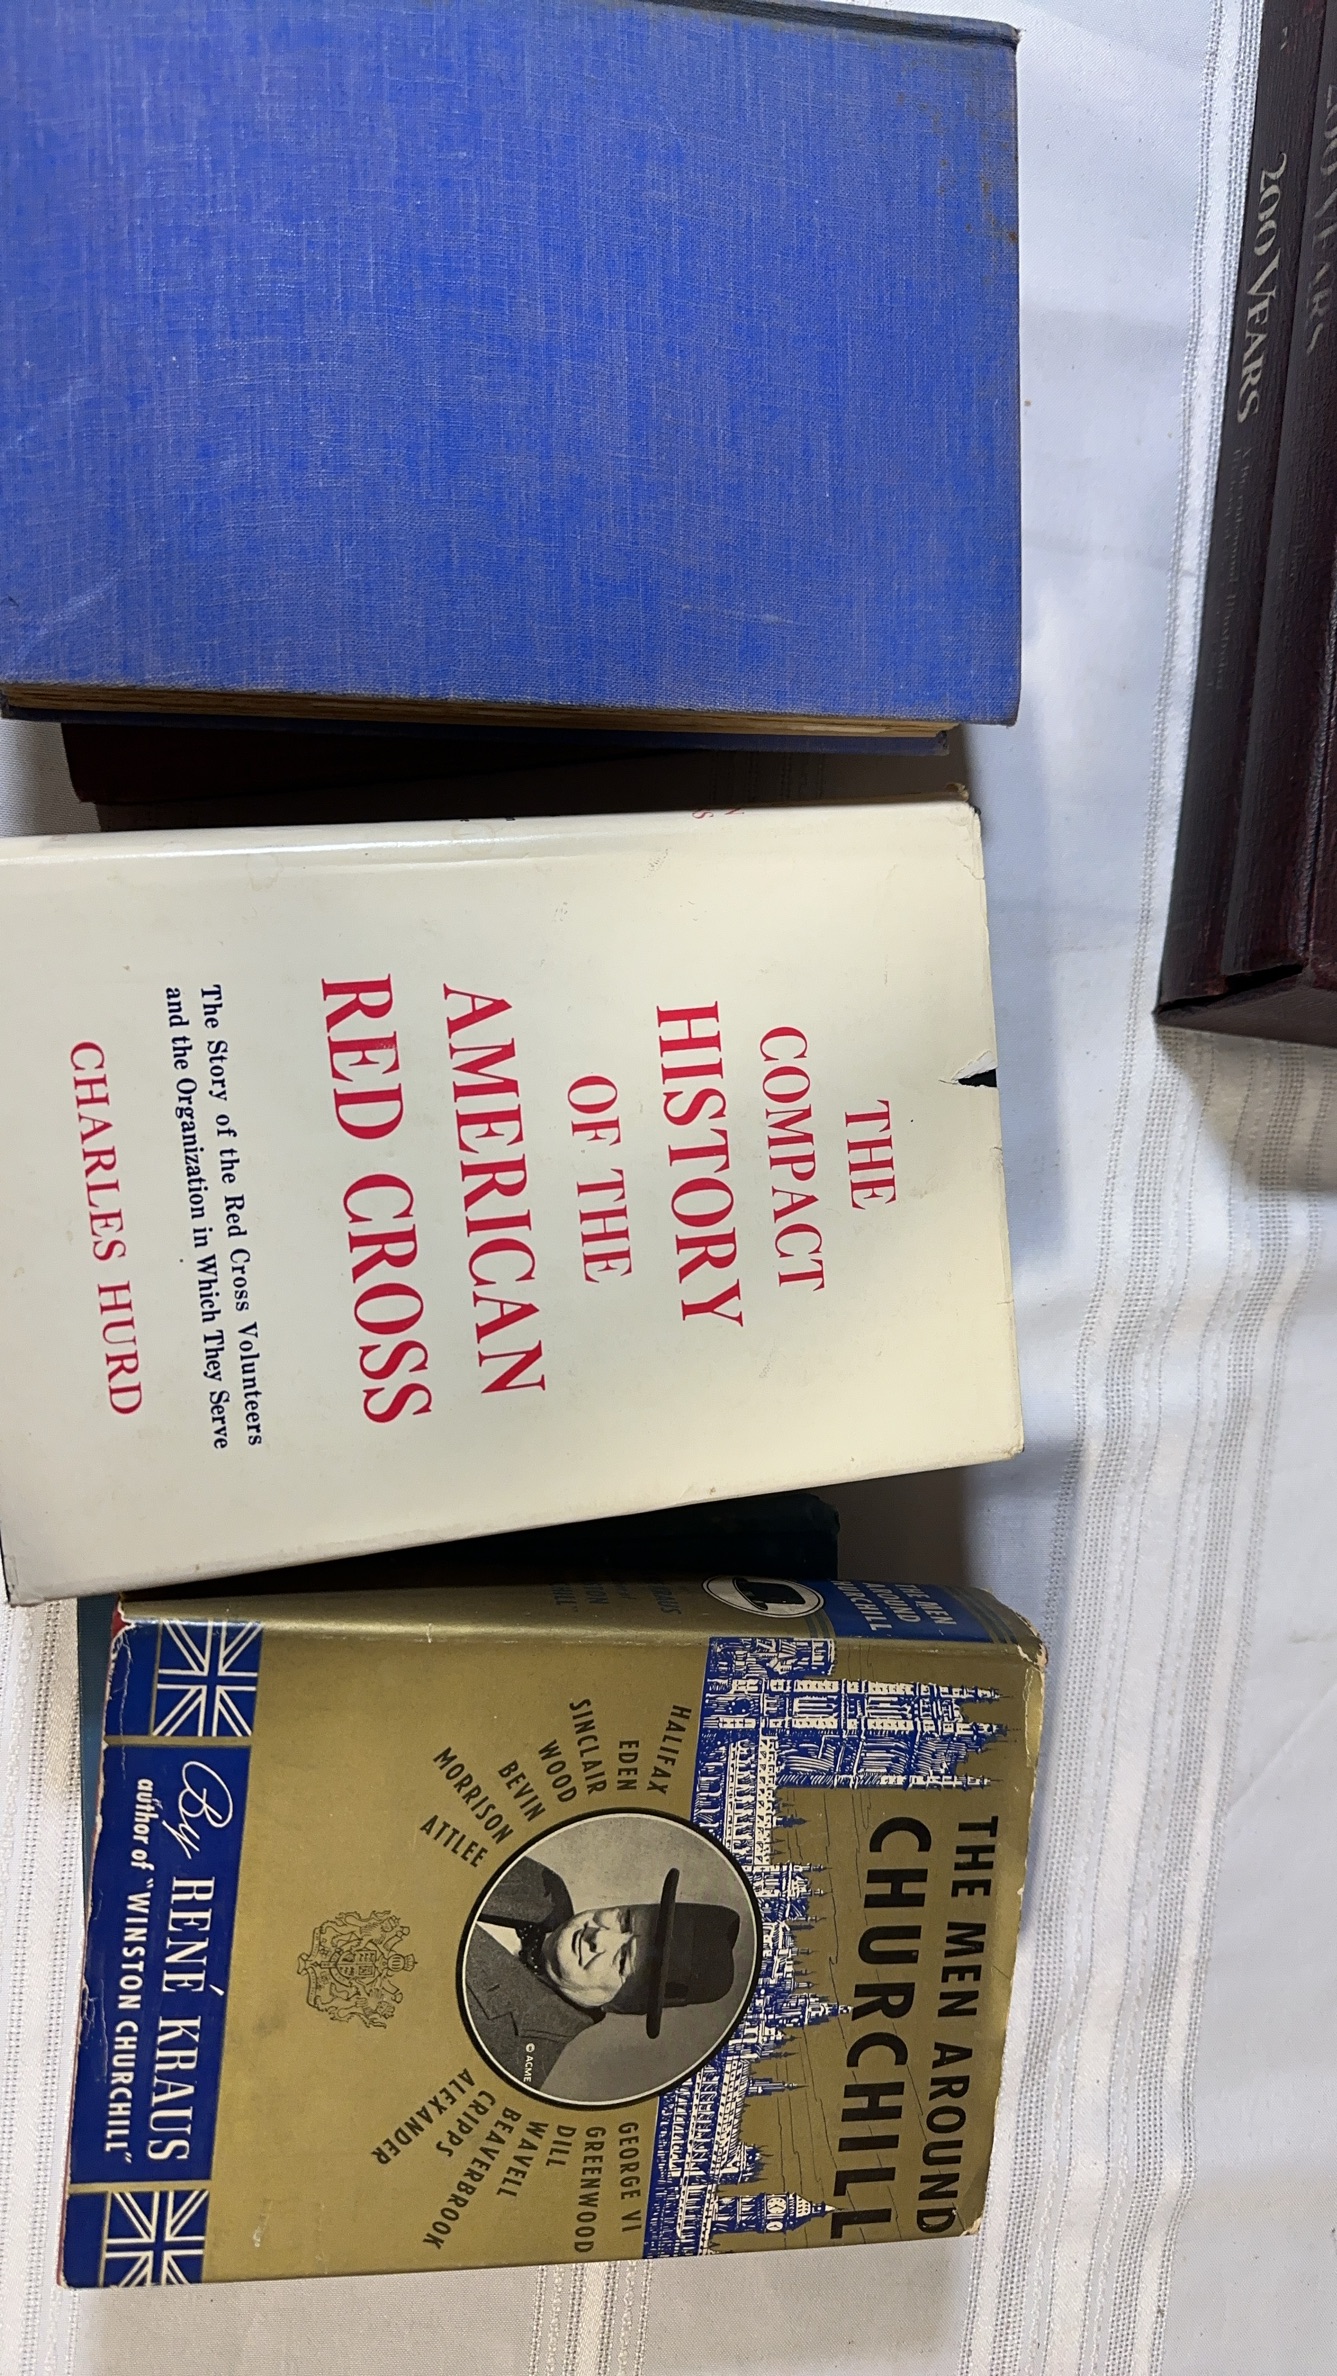 200 YEARS
200 YEARS
THE
COMPACT
HISTORY
OF THE
AMERICAN
RED CROSS
The Story of the Red Cross Volunteers
and the Organization in Which They Serve
CHARLES HURD
THE MEN
AROUND
CHURCHILL
THE MEN AROUND
CHURCHILL
HALIFAX
EDEN
SINCLAIR
WOOD
BEVIN
MORRISON
ATTLEE
GEORGE VI
GREENWOOD
DILL
WAVELL
BEAVERBROOK
CRIPPS
ALEXANDER
© ACME
By RENÉ KRAUS
author of "WINSTON CHURCHILL"